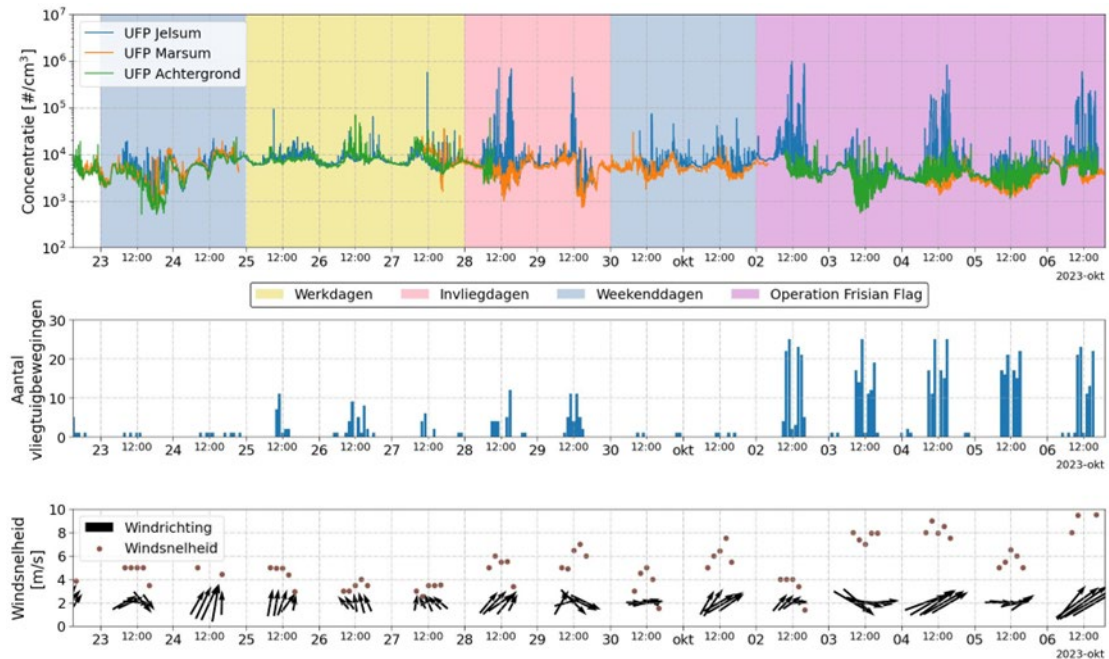 10⁷
10⁶
10⁵
10⁴
10³
10²
Concentratie [#/cm³]
UFP Jelsum
UFP Marsum
UFP Achtergrond
23 12:00 24 12:00 25 12:00 26 12:00 27 12:00 28 12:00 29 12:00 30 12:00 okt 12:00 02 12:00 03 12:00 04 12:00 05 12:00 06 12:00
2023-okt
Werkdagen Invliegdagen Weekenddagen Operation Frisian Flag
30
20
10
0
Aantal
vliegtuigbewegingen
23 12:00 24 12:00 25 12:00 26 12:00 27 12:00 28 12:00 29 12:00 30 12:00 okt 12:00 02 12:00 03 12:00 04 12:00 05 12:00 06 12:00
2023-okt
10
8
6
4
2
0
Windsnelheid
[m/s]
Windrichting
Windsnelheid
23 12:00 24 12:00 25 12:00 26 12:00 27 12:00 28 12:00 29 12:00 30 12:00 okt 12:00 02 12:00 03 12:00 04 12:00 05 12:00 06 12:00
2023-okt